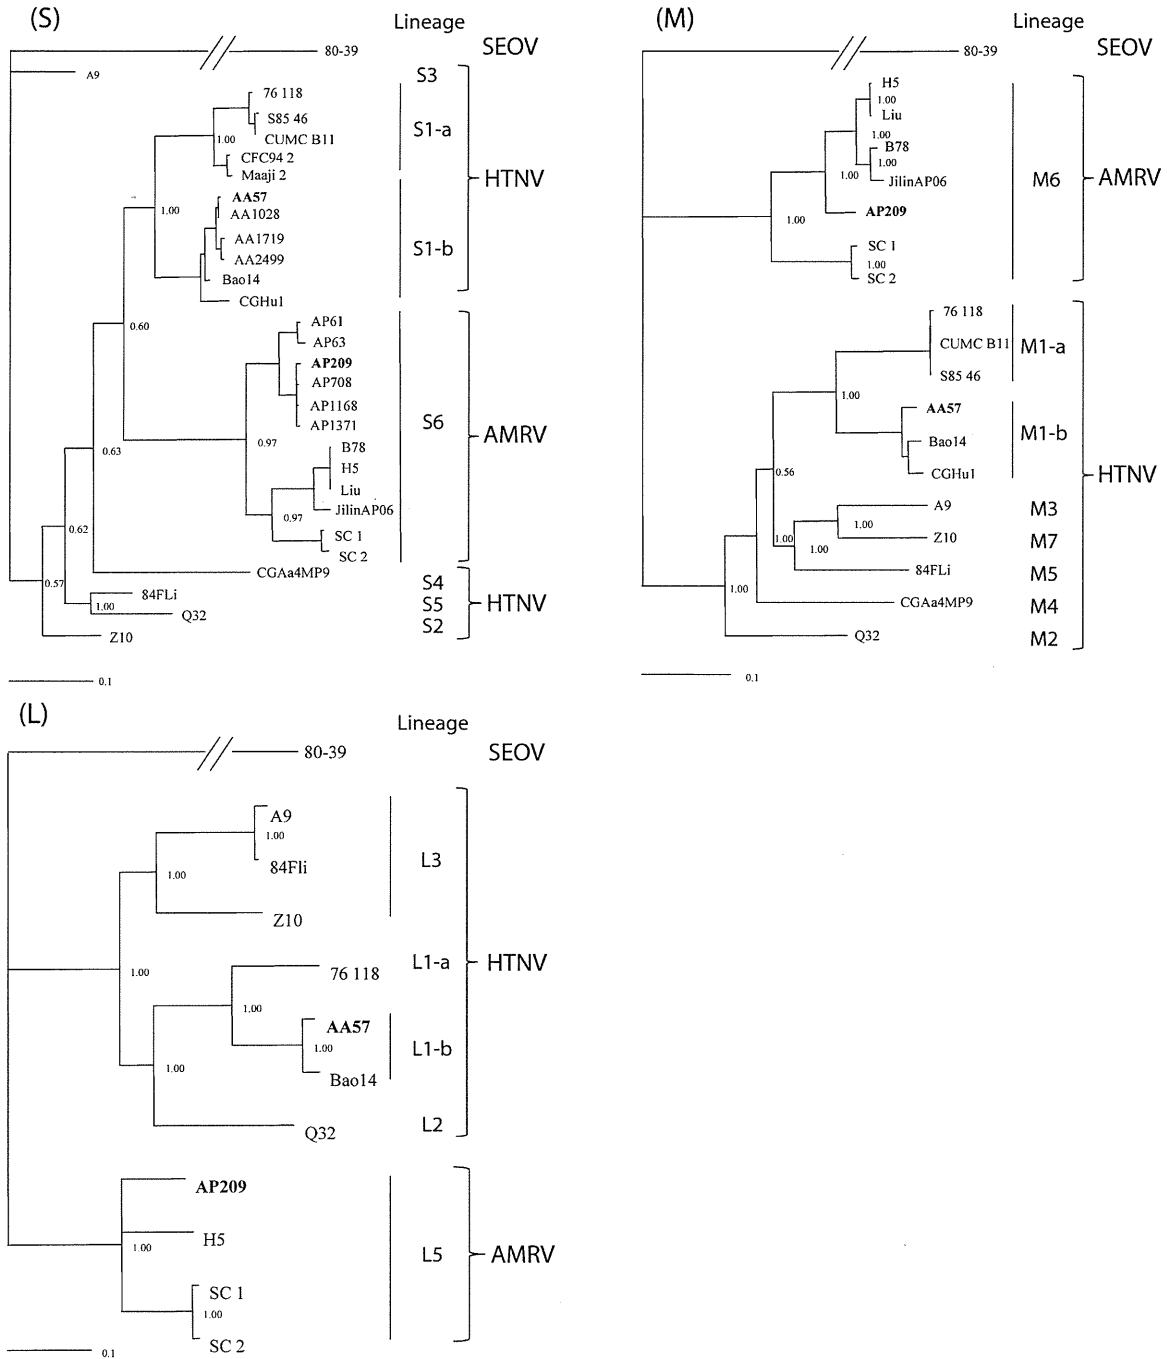 (S)
Lineage
SEOV
80-39
A9
S3
76 118
S85 46
CUMC B11
1.00
CFC94 2
Maaji 2
S1-a
HTNV
AA57
AA1028
1.00
AA1719
AA2499
Bao14
CGHu1
S1-b
0.60
AP61
AP63
AP209
AP708
AP1168
AP1371
0.97
S6
AMRV
0.63
B78
H5
Liu
JilinAP06
0.97
SC 1
SC 2
0.62
CGAa4MP9
S4
0.57
84FLi
1.00
S5
HTNV
Q32
S2
Z10
0.1
(M)
Lineage
SEOV
80-39
H5
1.00
Liu
1.00
B78
1.00
1.00
JilinAP06
M6
AMRV
AP209
1.00
SC 1
1.00
SC 2
76 118
CUMC B11
M1-a
S85 46
1.00
AA57
Bao14
M1-b
CGHu1
0.56
HTNV
A9
M3
1.00
Z10
M7
1.00
1.00
84FLi
M5
1.00
CGAa4MP9
M4
Q32
M2
0.1
(L)
Lineage
SEOV
80-39
A9
1.00
84Fli
L3
1.00
Z10
1.00
76 118
L1-a
HTNV
1.00
AA57
1.00
L1-b
Bao14
1.00
Q32
L2
AP209
H5
1.00
L5
AMRV
SC 1
1.00
SC 2
0.1